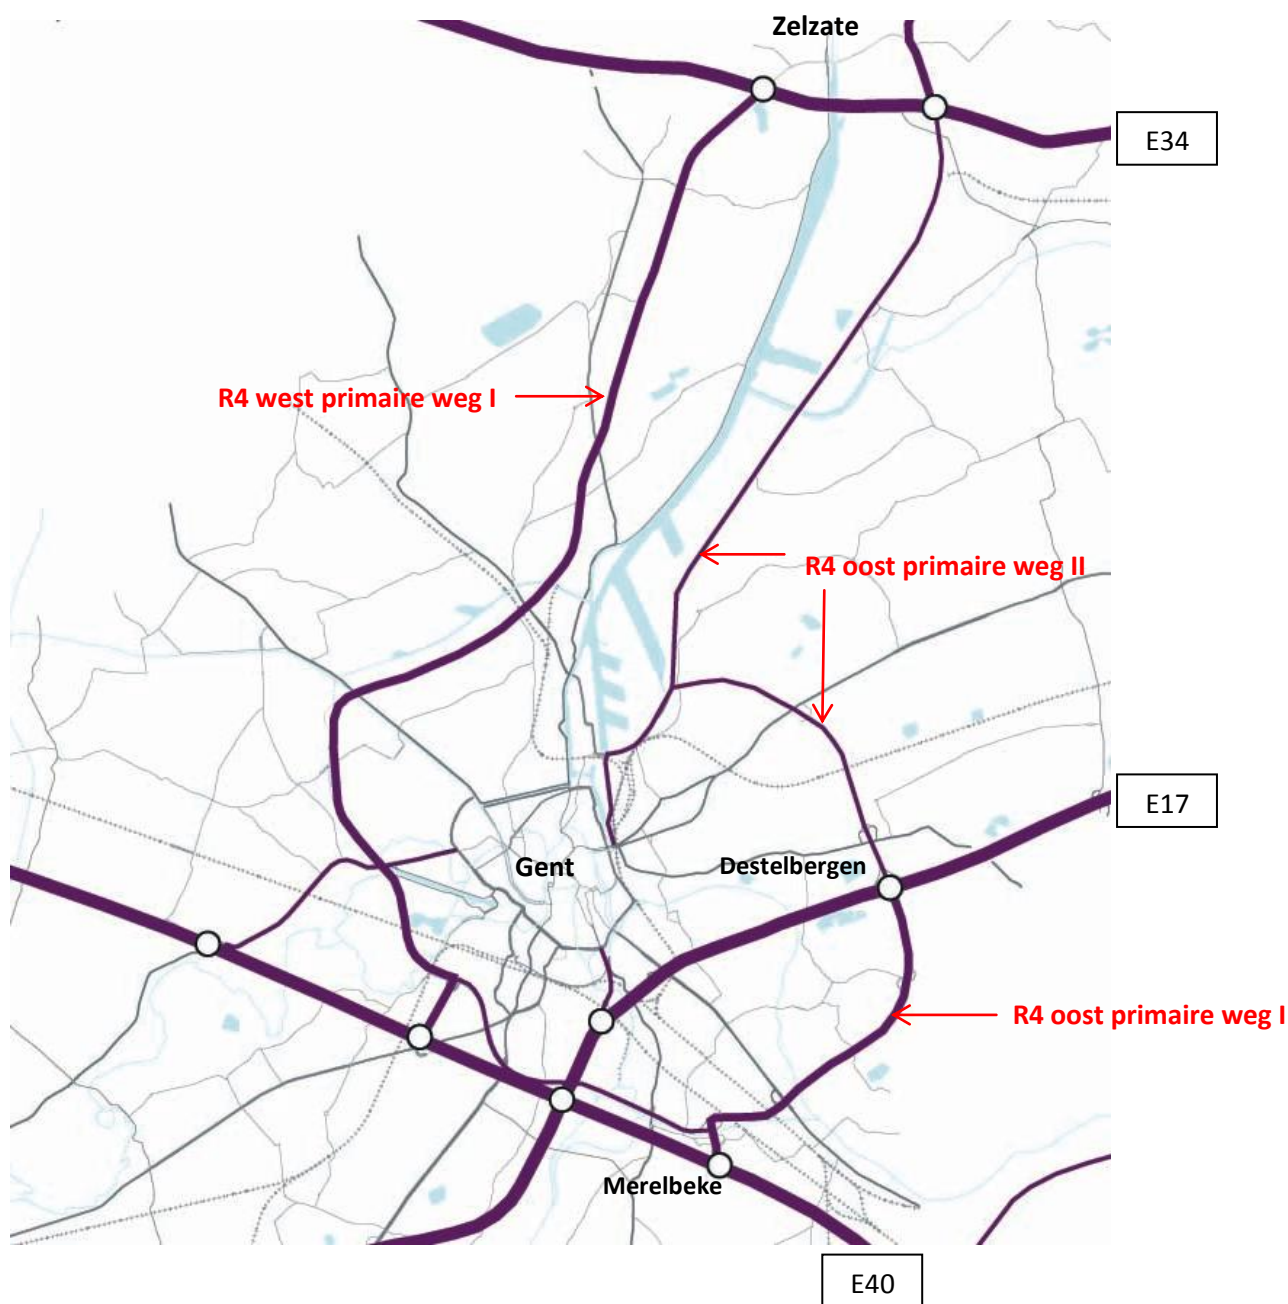 Zelzate
E34
R4 west primaire weg I
R4 oost primaire weg II
E17
Gent
Destelbergen
R4 oost primaire weg I
Merelbeke
E40